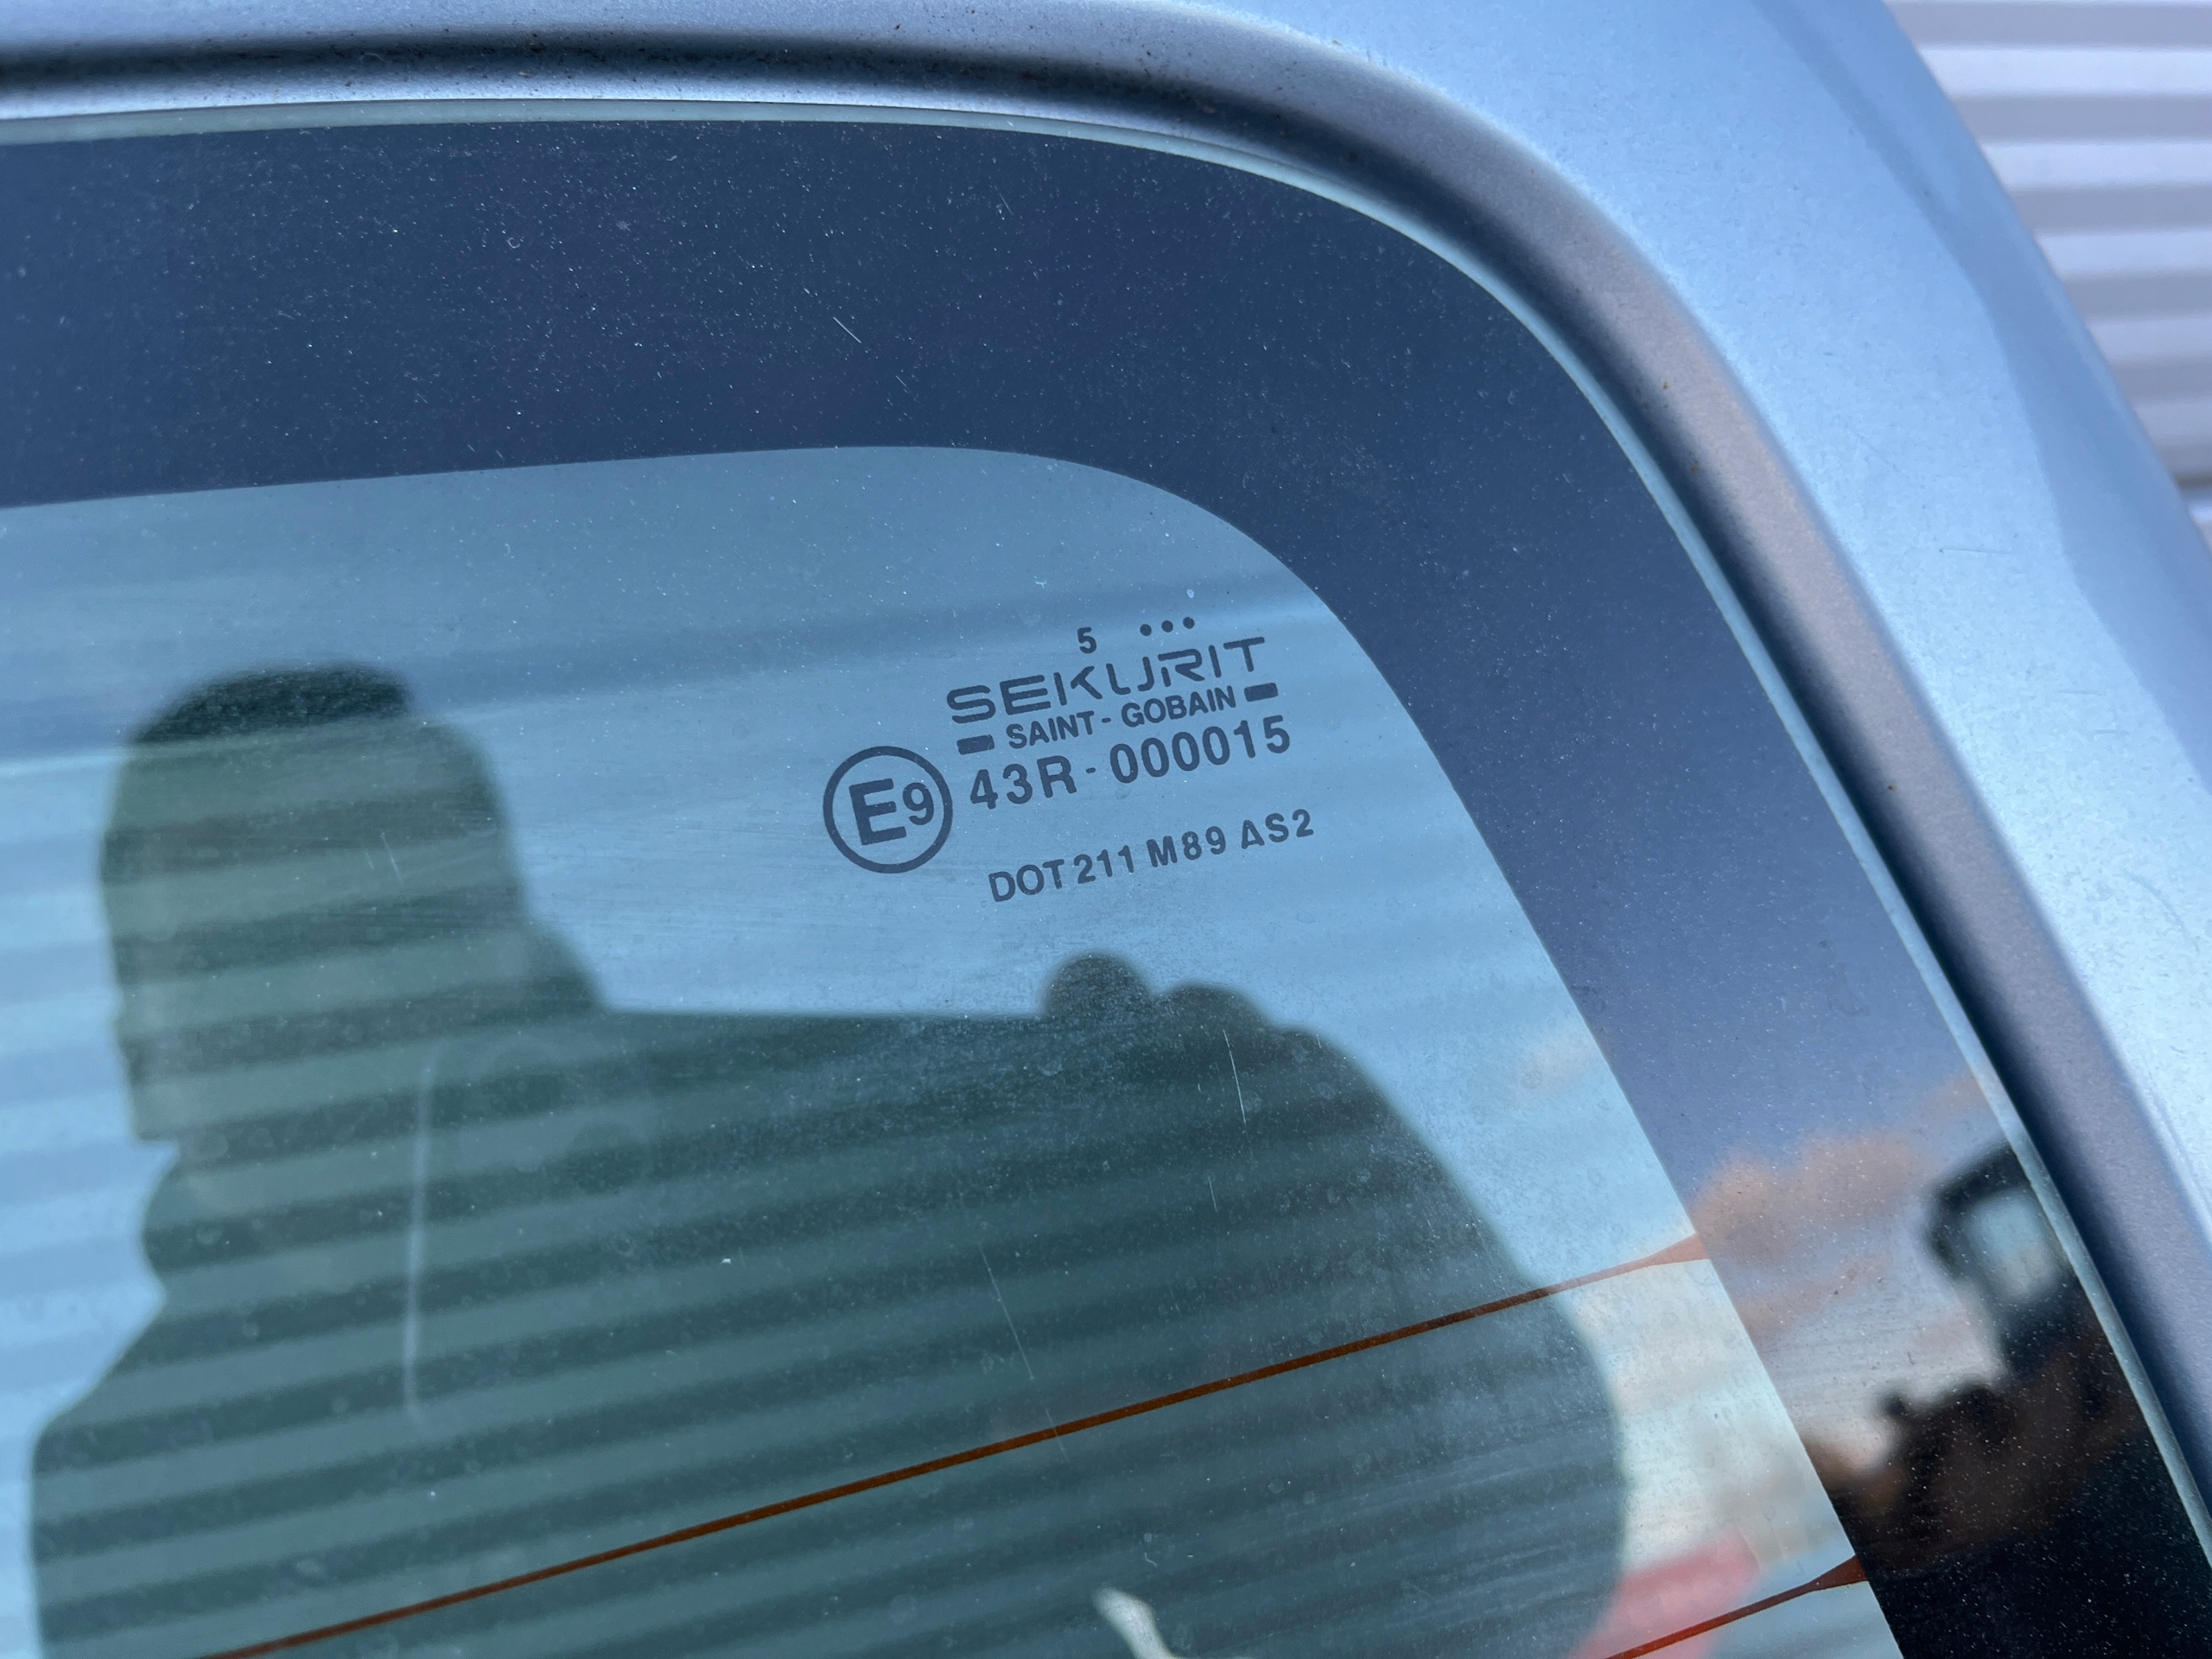 5 •••
SEKURIT
SAINT-GOBAIN
E9 43R-000015
DOT 211 M89 AS2